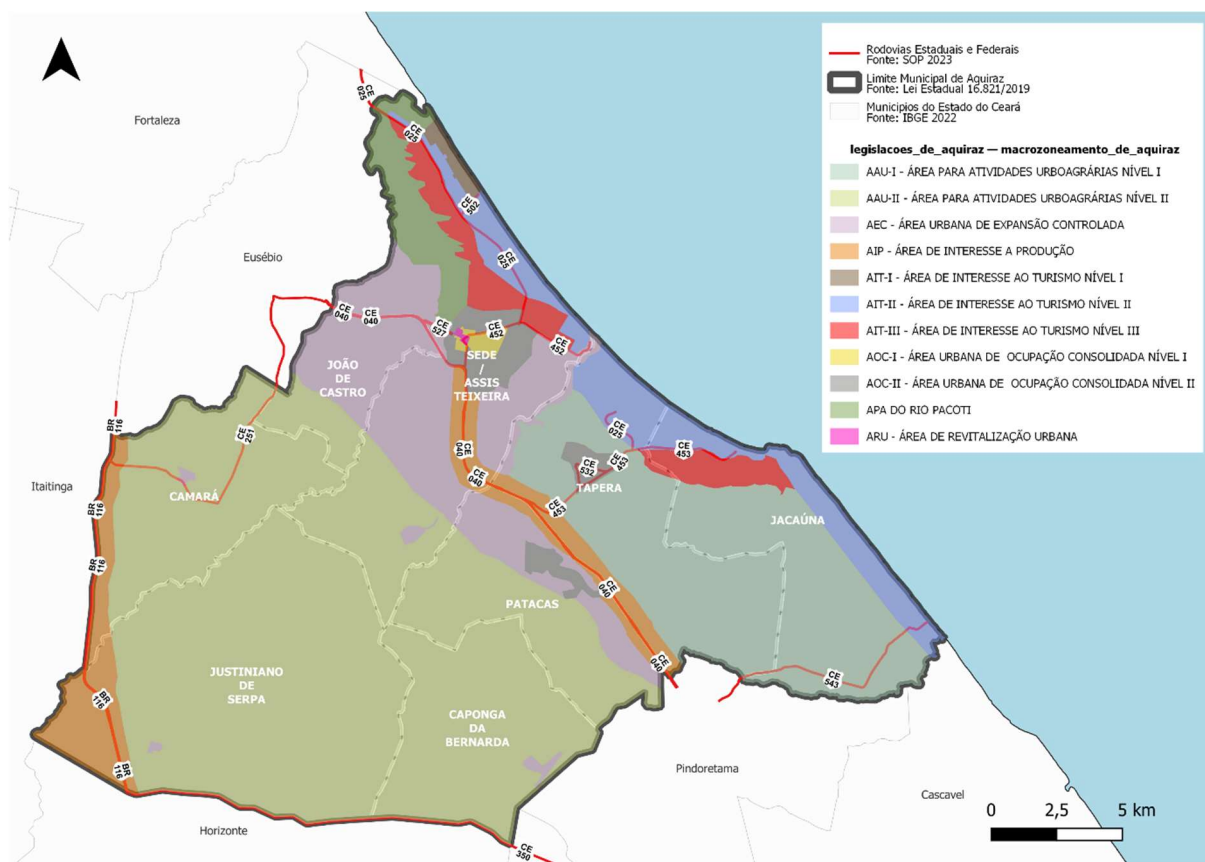 Rodovias Estaduais e Federais
Fonte: SOP 2023
Limite Municipal de Aquiraz
Fonte: Lei Estadual 16.821/2019
Municipios do Estado do Ceará
Fonte: IBGE 2022
legislacoes_de_aquiraz — macrozoneamento_de_aquiraz
AAU-I - ÁREA PARA ATIVIDADES URBOAGRÁRIAS NÍVEL I
AAU-II - ÁREA PARA ATIVIDADES URBOAGRÁRIAS NÍVEL II
AEC - ÁREA URBANA DE EXPANSÃO CONTROLADA
AIP - ÁREA DE INTERESSE A PRODUÇÃO
AIT-I - ÁREA DE INTERESSE AO TURISMO NÍVEL I
AIT-II - ÁREA DE INTERESSE AO TURISMO NÍVEL II
AIT-III - ÁREA DE INTERESSE AO TURISMO NÍVEL III
AOC-I - ÁREA URBANA DE OCUPAÇÃO CONSOLIDADA NÍVEL I
AOC-II - ÁREA URBANA DE OCUPAÇÃO CONSOLIDADA NÍVEL II
APA DO RIO PACÓTI
ARU - ÁREA DE REVITALIZAÇÃO URBANA
CE
025
Fortaleza
CE
025
CE
502
CE
025
Eusébio
CE
040
CE
040
CE
527
CE
452
CE
452
SEDE
/
ASSIS
TEIXEIRA
JOÃO
DE
CASTRO
BR
116
CE
251
CE
025
CE
040
CE
453
CE
453
CE
532
CE
040
TAPERA
Itaitinga
CAMARÁ
BR
116
CE
453
JACAÚNA
BR
116
CE
040
PATACAS
CE
040
JUSTINIANO
DE
SERPA
CE
543
BR
116
CAPONGA
DA
BERNARDA
BR
116
Pindoretama
Cascavel
Horizonte
CE
350
0 2,5 5 km